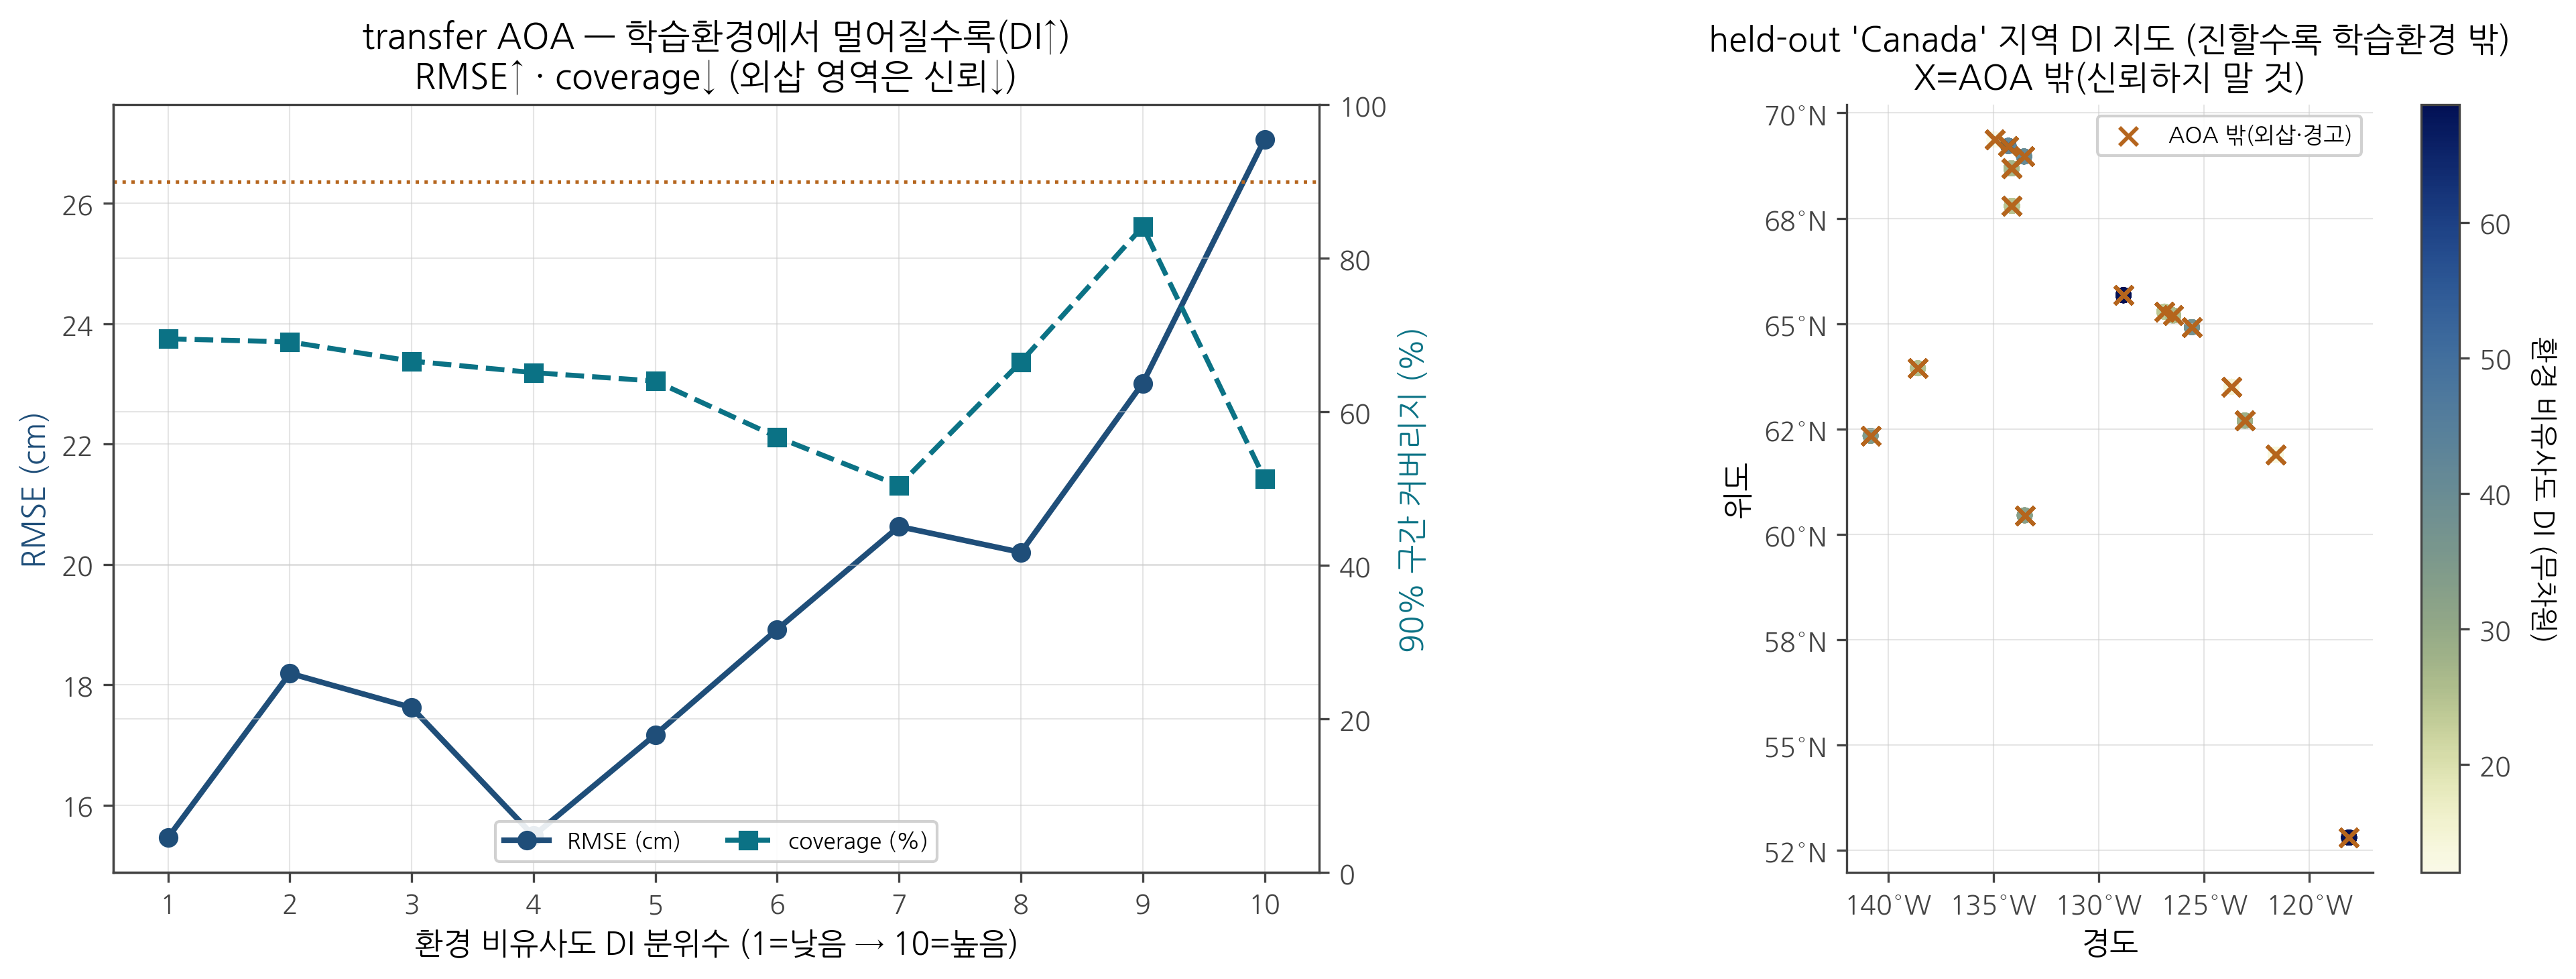 transfer AOA — 학습환경에서 멀어질수록(DI↑)
RMSE↑ · coverage↓ (외삽 영역은 신뢰↓)
RMSE (cm)
26
24
22
20
18
16
100
80
60
40
20
0
90% 구간 커버리지 (%)
RMSE (cm)
coverage (%)
1 2 3 4 5 6 7 8 9 10
환경 비유사도 DI 분위수 (1=낮음 → 10=높음)
held-out 'Canada' 지역 DI 지도 (진할수록 학습환경 밖)
X=AOA 밖(신뢰하지 말 것)
AOA 밖(외삽·경고)
위도
70°N
68°N
65°N
62°N
60°N
58°N
55°N
52°N
140°W 135°W 130°W 125°W 120°W
경도
60
50
40
30
20
환경 비유사도 DI (무차원)